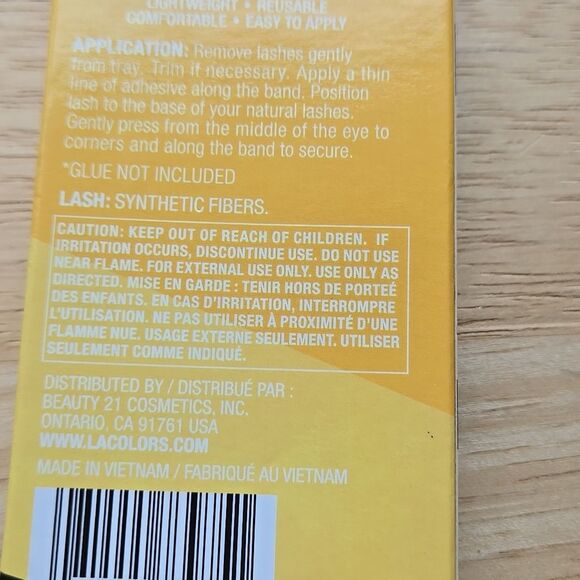 LIGHTWEIGHT • REUSABLE
COMFORTABLE • EASY TO APPLY
APPLICATION: Remove lashes gently
from tray. Trim if necessary. Apply a thin
line of adhesive along the band. Position
lash to the base of your natural lashes.
Gently press from the middle of the eye to
corners and along the band to secure.
*GLUE NOT INCLUDED
LASH: SYNTHETIC FIBERS.
CAUTION: KEEP OUT OF REACH OF CHILDREN. IF
IRRITATION OCCURS, DISCONTINUE USE. DO NOT USE
NEAR FLAME. FOR EXTERNAL USE ONLY. USE ONLY AS
DIRECTED. MISE EN GARDE : TENIR HORS DE PORTEÉ
DES ENFANTS. EN CAS D'IRRITATION, INTERROMPRE
L'UTILISATION. NE PAS UTILISER À PROXIMITÉ D'UNE
FLAMME NUE. USAGE EXTERNE SEULEMENT. UTILISER
SEULEMENT COMME INDIQUÉ.
DISTRIBUTED BY / DISTRIBUÉ PAR :
BEAUTY 21 COSMETICS, INC.
ONTARIO, CA 91761 USA
WWW.LACOLORS.COM
MADE IN VIETNAM / FABRIQUÉ AU VIETNAM